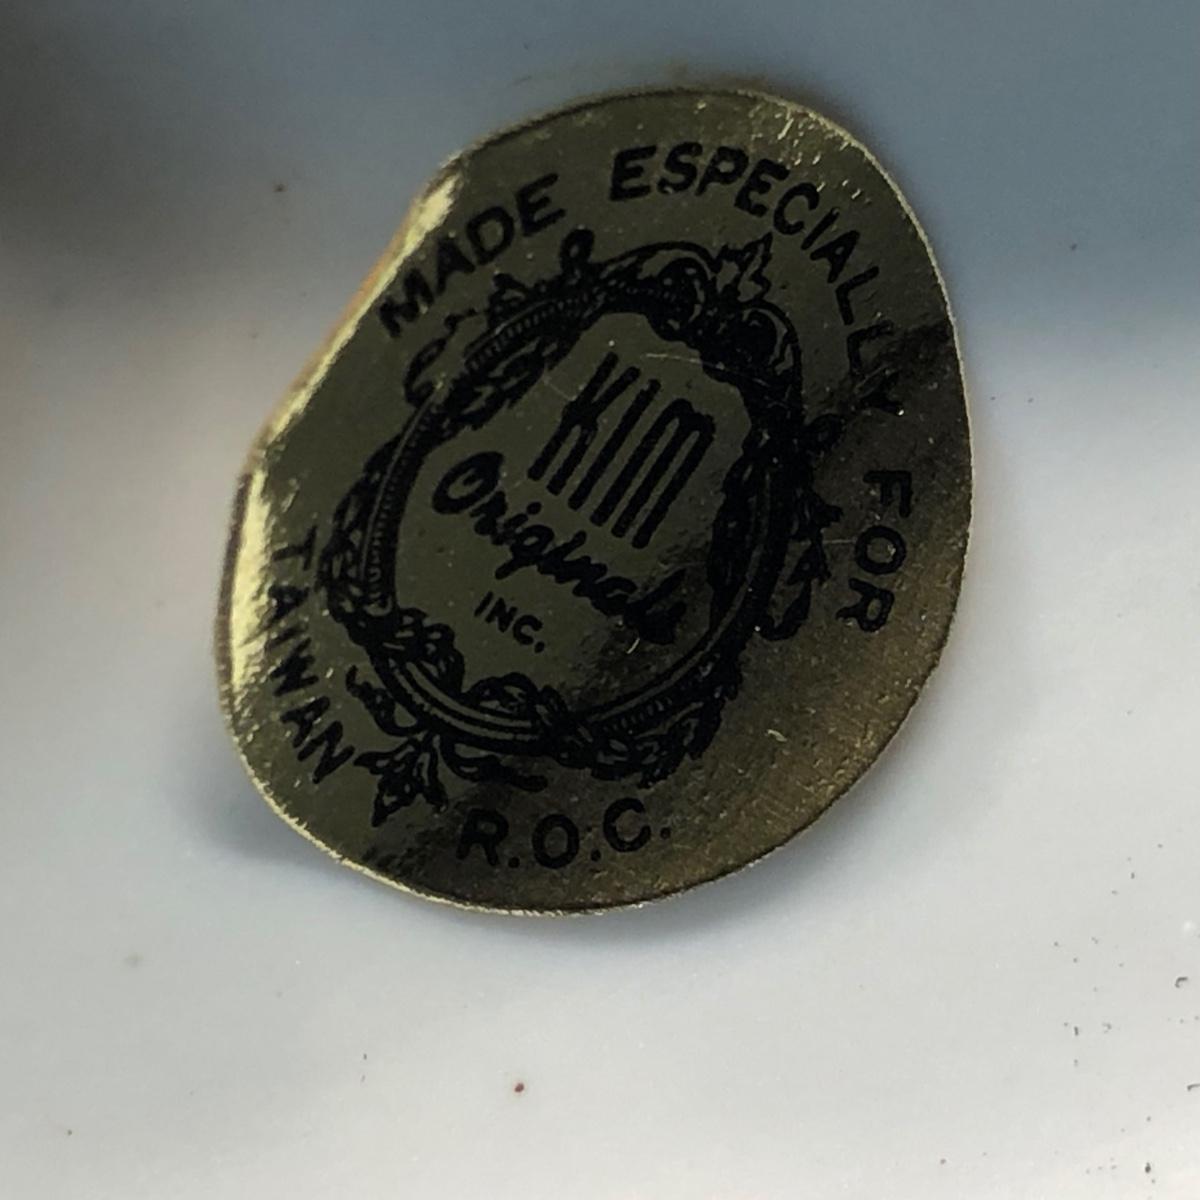 MADE ESPECIALLY FOR
KIM
Originals
INC.
TAIWAN R.O.C.